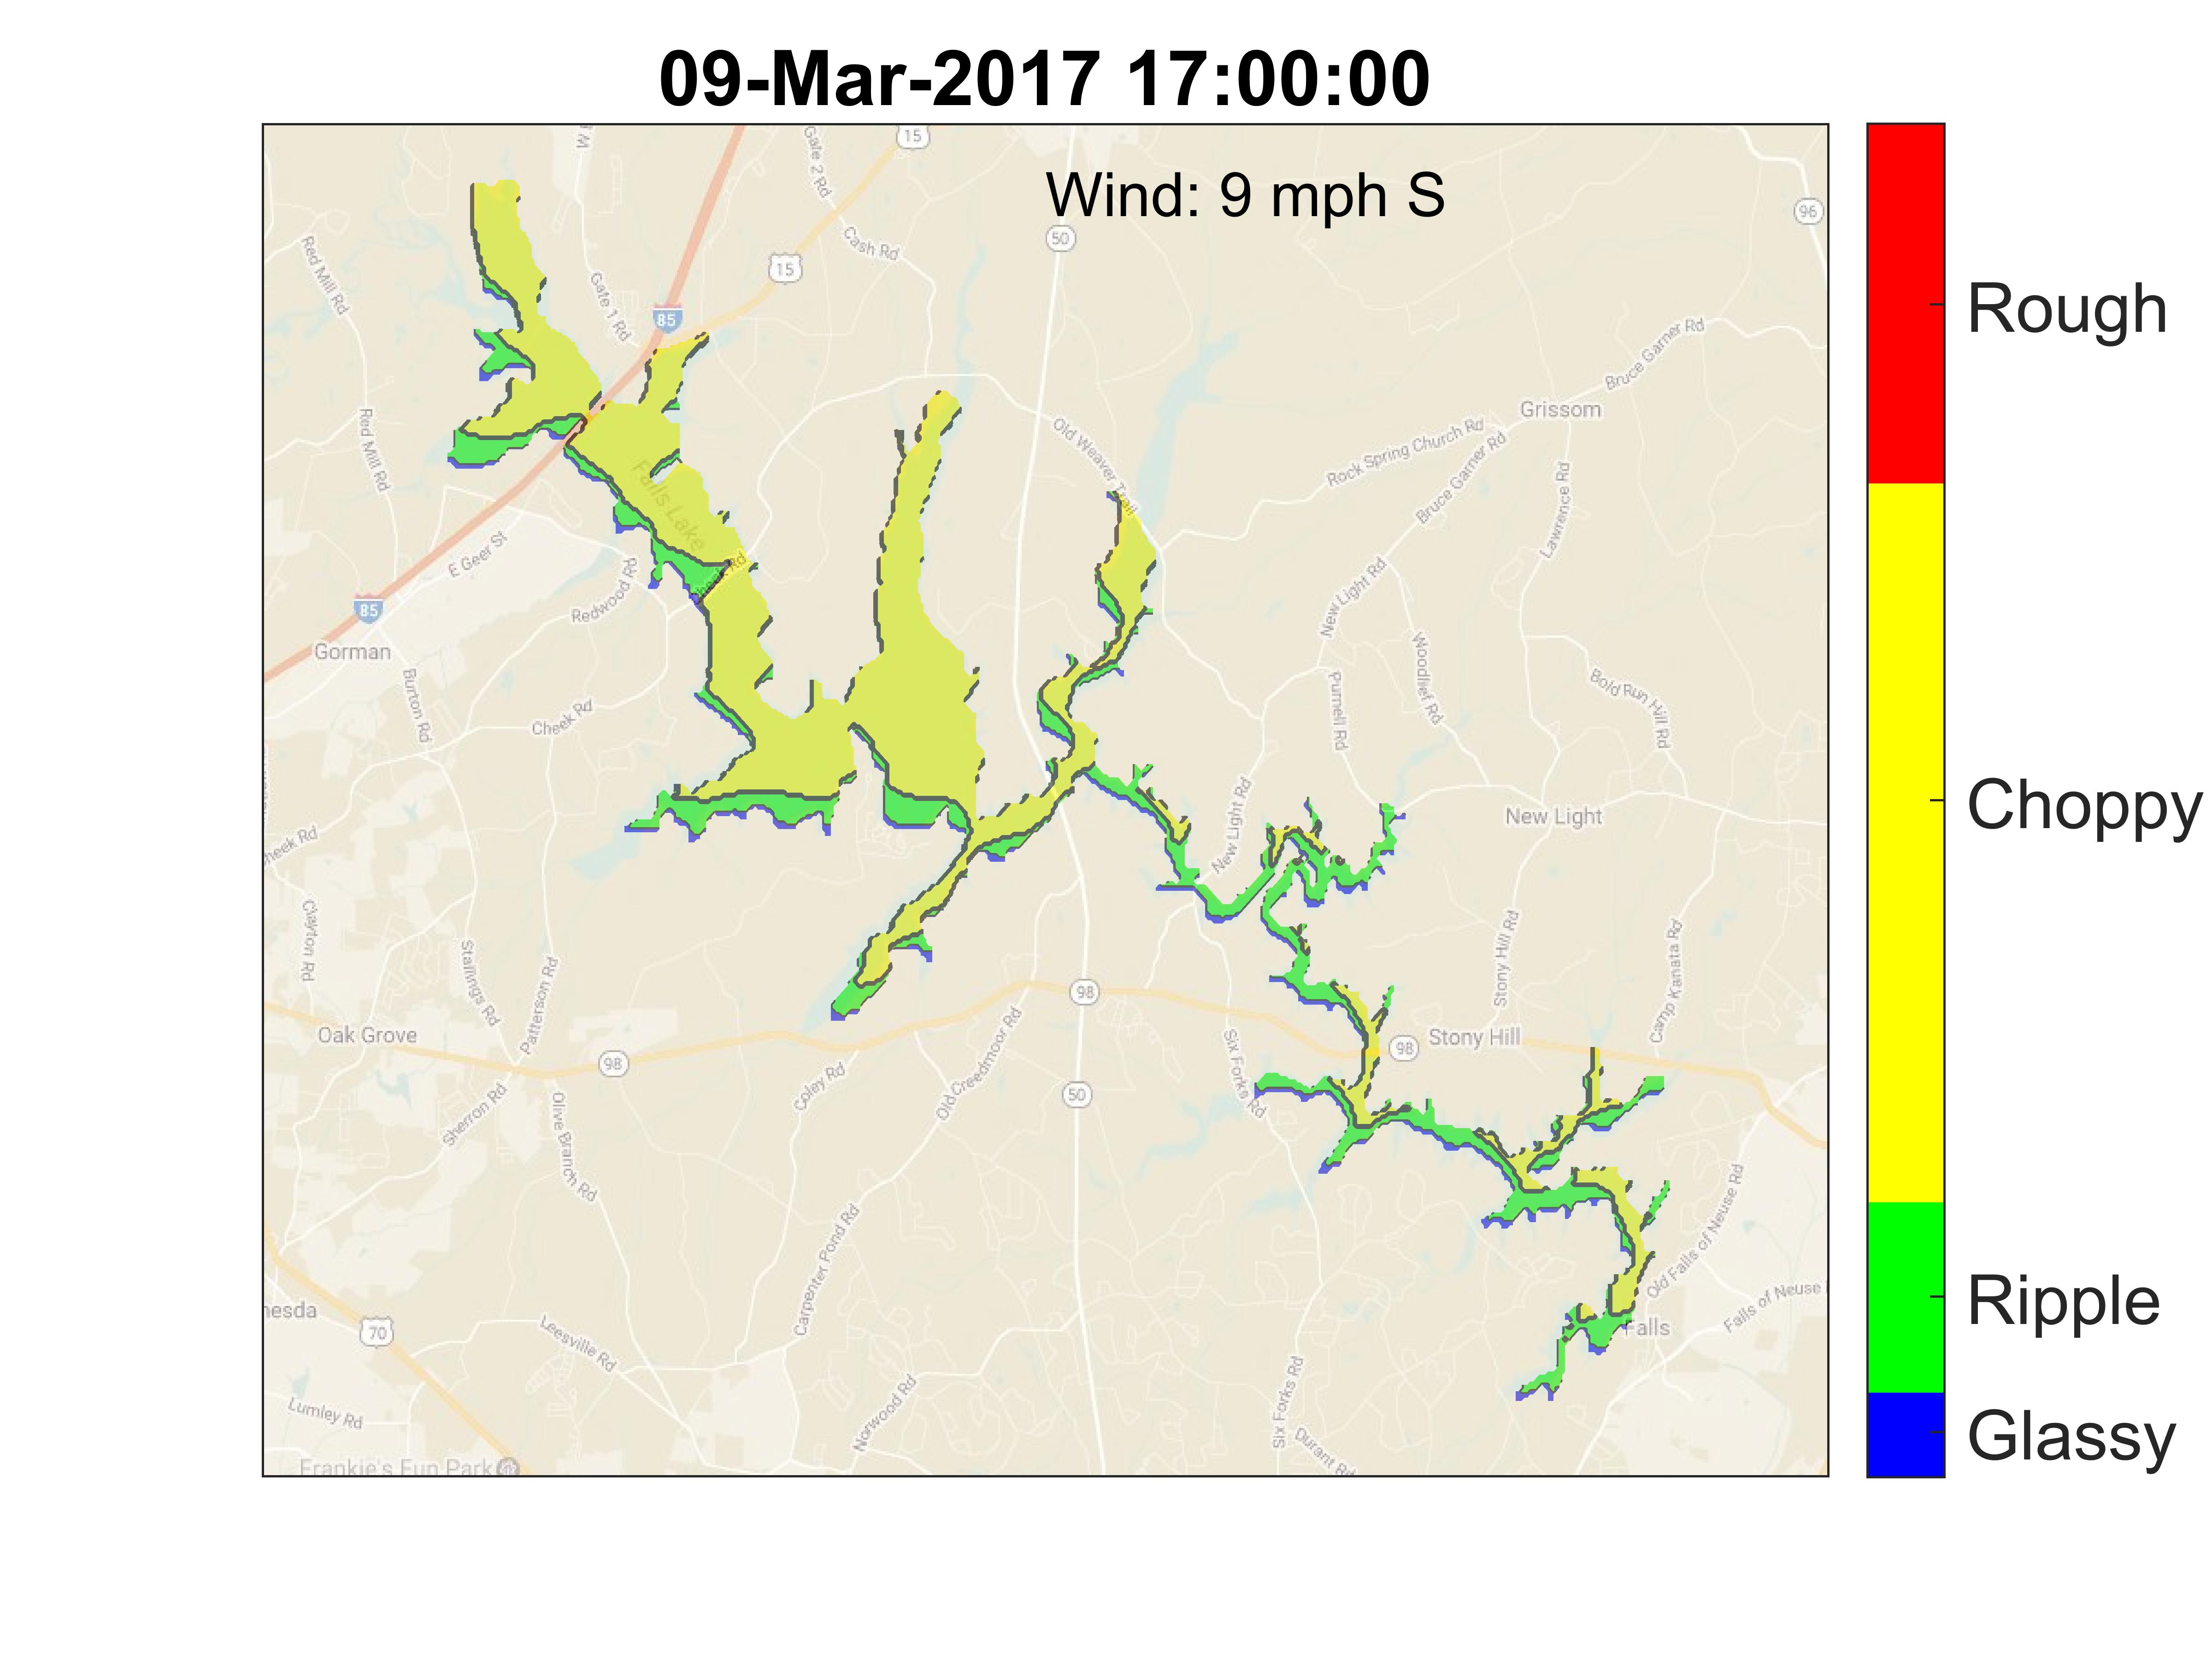 09-Mar-2017 17:00:00
Wind: 9 mph S
Rough
Choppy
Ripple
Glassy
15
Gate 2 Rd
50
96
Cash Rd
Red Mill Rd
15
Gate 1 Rd
85
Bruce Garner Rd
Grissom
Red Mill Rd
Old Weaver Trail
Rock Spring Church Rd
Bruce Garner Rd
Lawrence Rd
Falls Lake
E Geer St
Redwood Rd
New Light Rd
85
Gorman
Burton Rd
Cheek Rd
Purnell Rd
Woodlief Rd
Bold Run Hill Rd
New Light Rd
New Light
Cheek Rd
Clayton Rd
Stallings Rd
Patterson Rd
Stony Hill Rd
Camp Kanata Rd
98
Oak Grove
98
Coley Rd
Old Creedmoor Rd
Six Forks Rd
98
Stony Hill
50
Sherron Rd
Olive Branch Rd
Carpenter Pond Rd
Old Falls of Neuse Rd
Falls of Neuse
Falls
70
Leesville Rd
Lumley Rd
Norwood Rd
Six Forks Rd
Durant Rd
Frankie's Fun Park